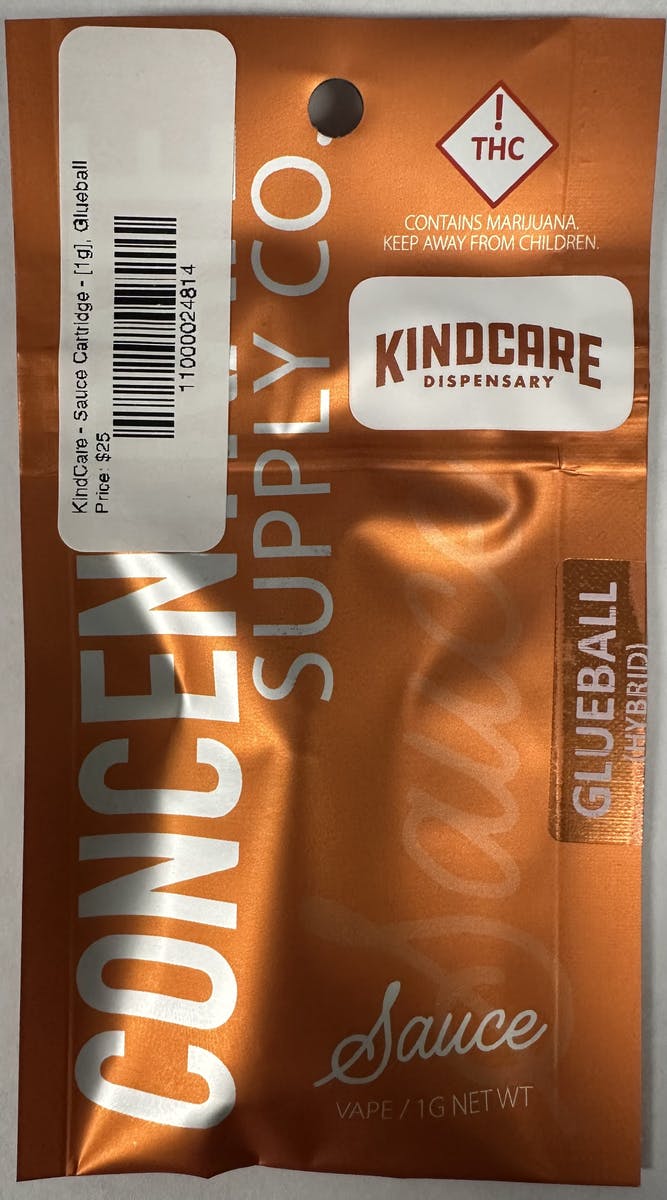 KindCare - Sauce Cartridge - [1g], Glueball
Price: $25
11000024814
!
THC
CONTAINS MARIJUANA.
KEEP AWAY FROM CHILDREN.
KINDCARE
DISPENSARY
SUPPLY CO.
Sauce
GLUEBALL
(HYBRID)
Sauce
VAPE / 1G NET WT